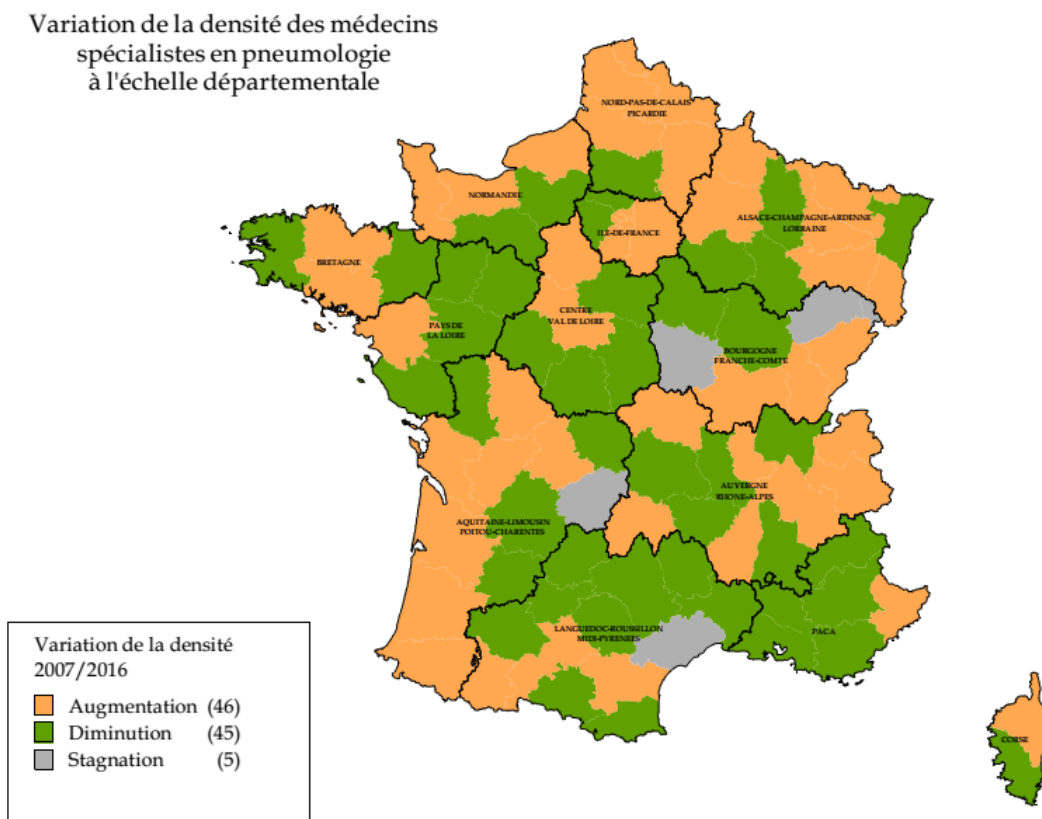 Variation de la densité des médecins
spécialistes en pneumologie
à l'échelle départementale
NORD-PAS-DE-CALAIS
PICARDIE
NORMANDIE
ILE-DE-FRANCE
ALSACE-CHAMPAGNE-ARDENNE
LORRAINE
BRETAGNE
PAYS DE
LA LOIRE
CENTRE
VAL DE LOIRE
BOURGOGNE
FRANCHE-COMTE
AUVERGNE
RHONE-ALPES
AQUITAINE-LIMOUSIN
POITOU-CHARENTES
LANGUEDOC-ROUSSILLON
MIDI-PYRENEES
PACA
CORSE
Variation de la densité
2007/2016
Augmentation (46)
Diminution (45)
Stagnation (5)